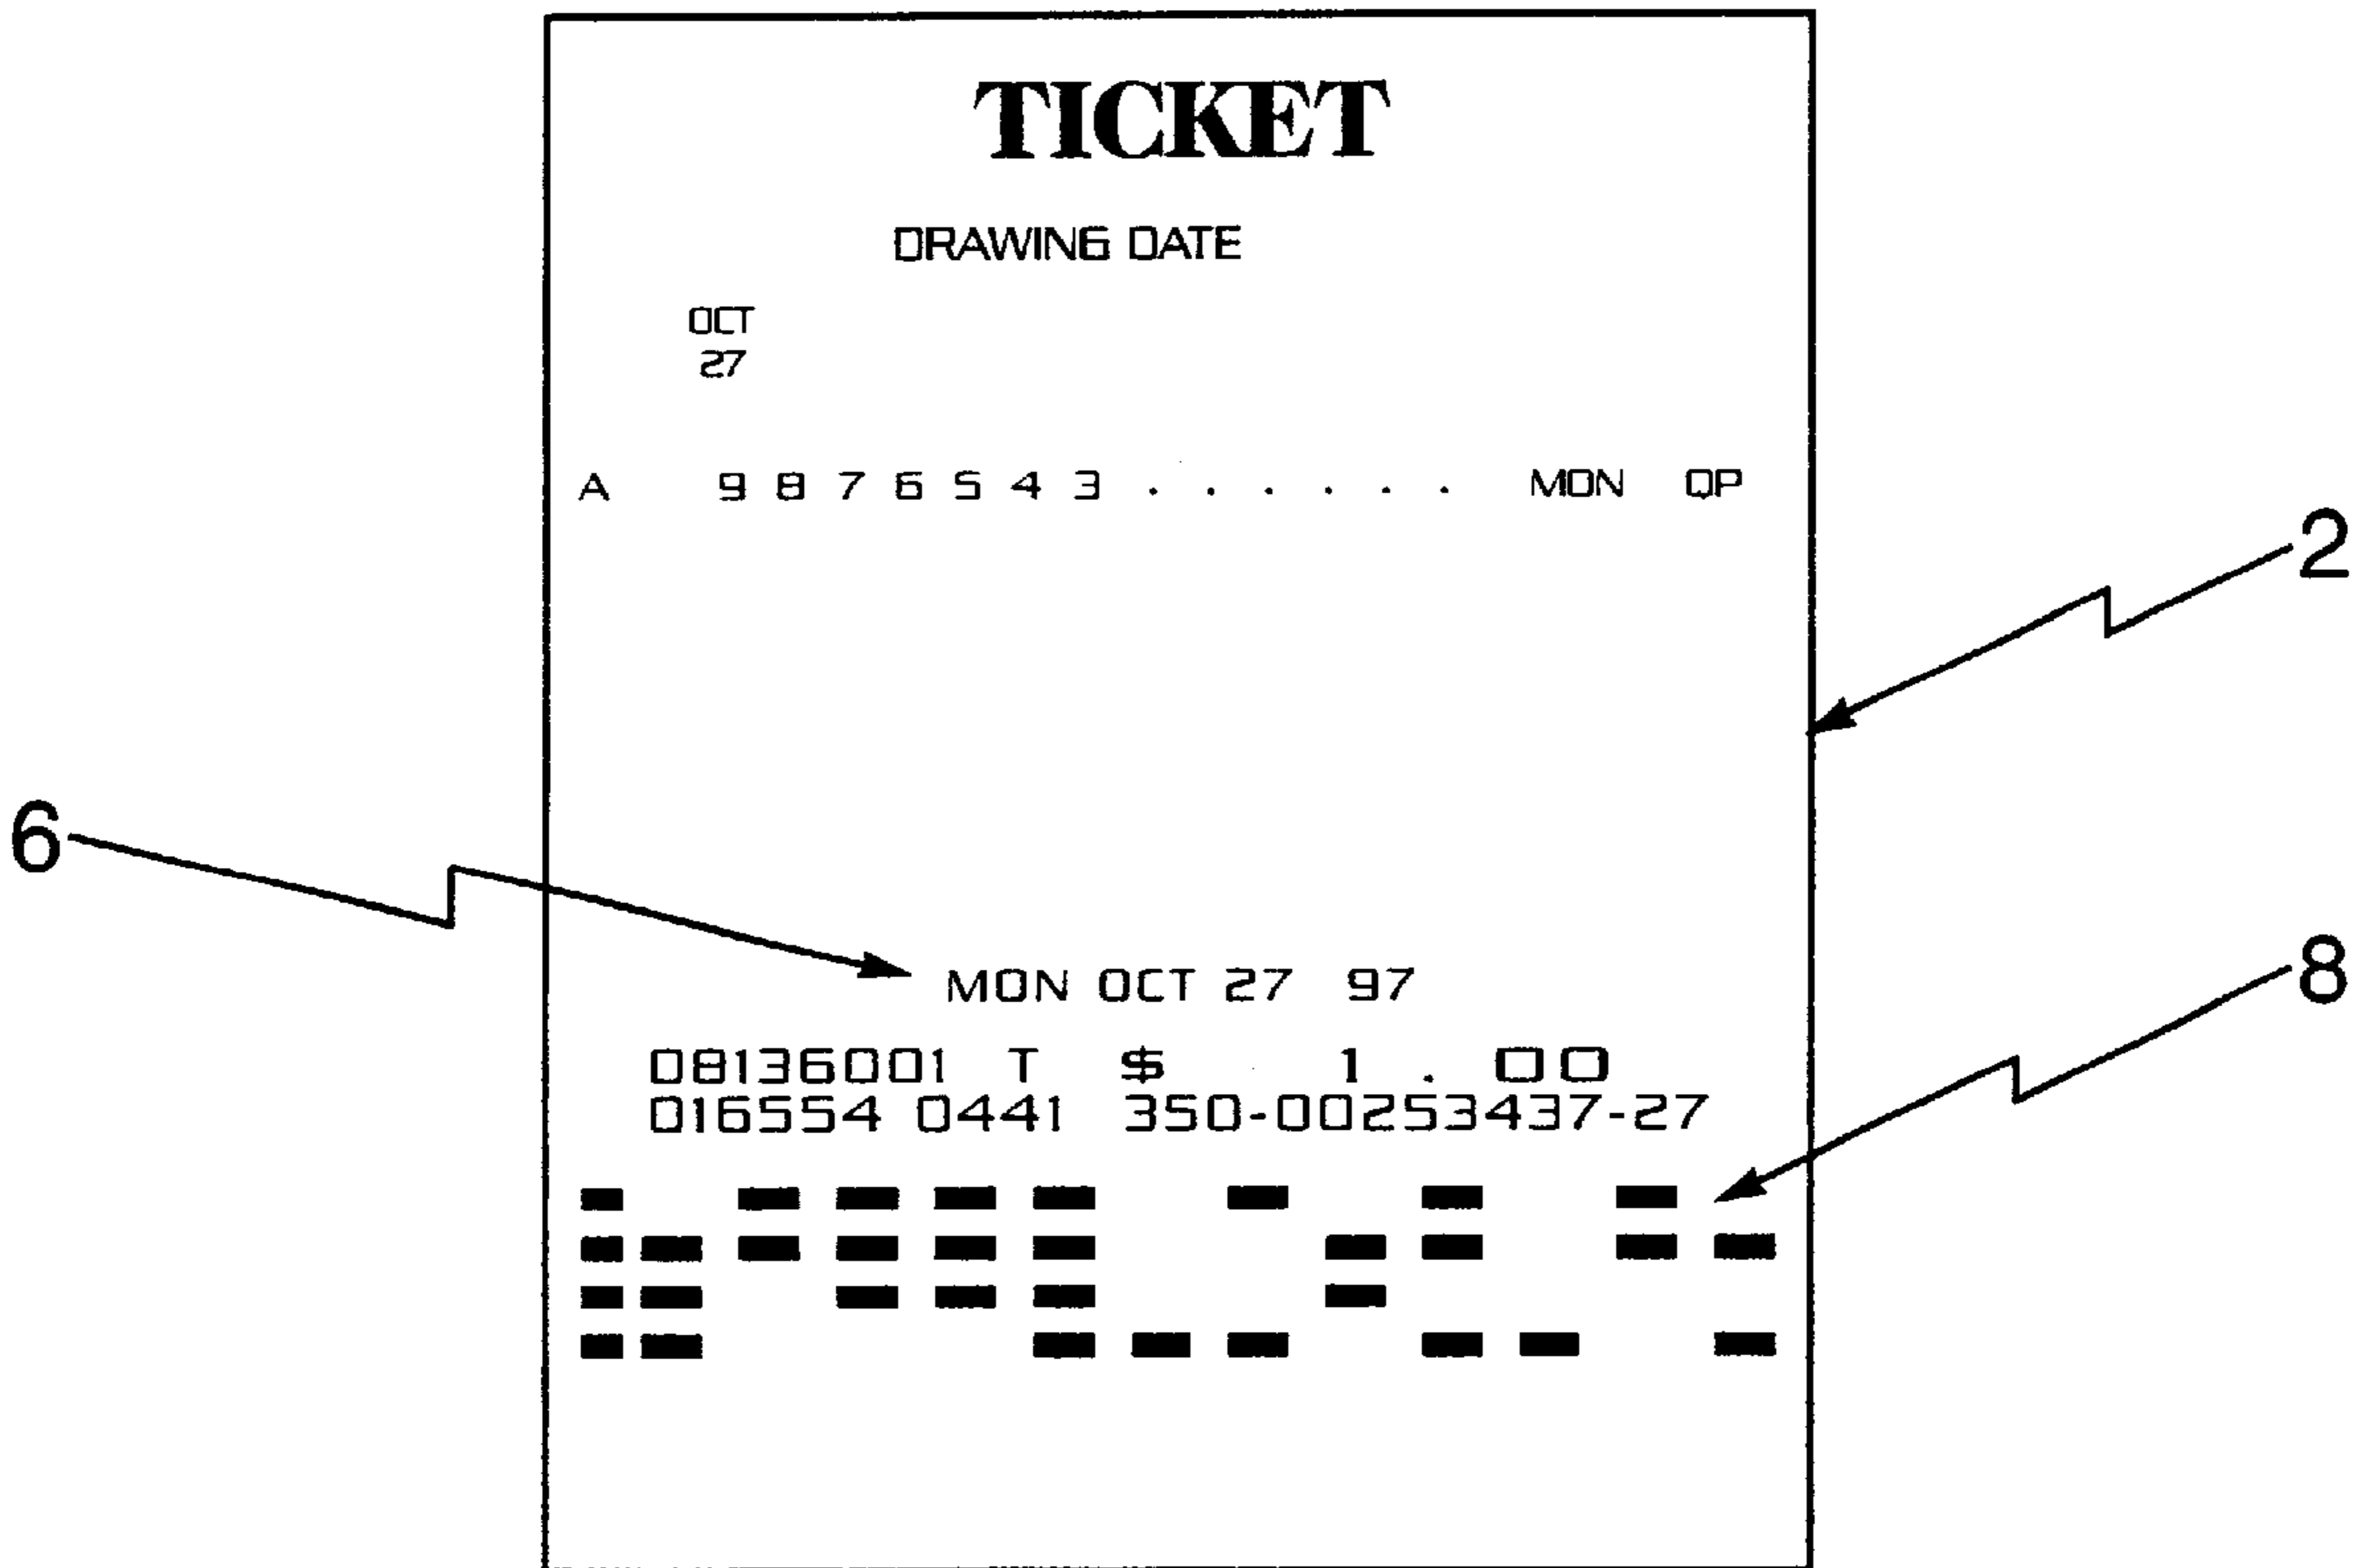 TICKET
DRAWING DATE
OCT
27
A 9 8 7 6 5 4 3 . . . . . . MON QP
2
6
MON OCT 27 97
8
08136001 T $ 1 . 00
016554 0441 350-00253437-27